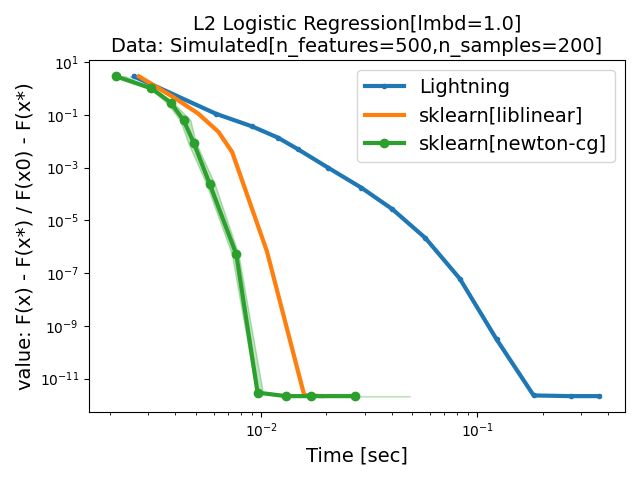 L2 Logistic Regression[lmbd=1.0]
Data: Simulated[n_features=500,n_samples=200]
value: F(x) - F(x*) / F(x0) - F(x*)
10¹
10⁻¹
10⁻³
10⁻⁵
10⁻⁷
10⁻⁹
10⁻¹¹
Lightning
sklearn[liblinear]
sklearn[newton-cg]
10⁻²
10⁻¹
Time [sec]